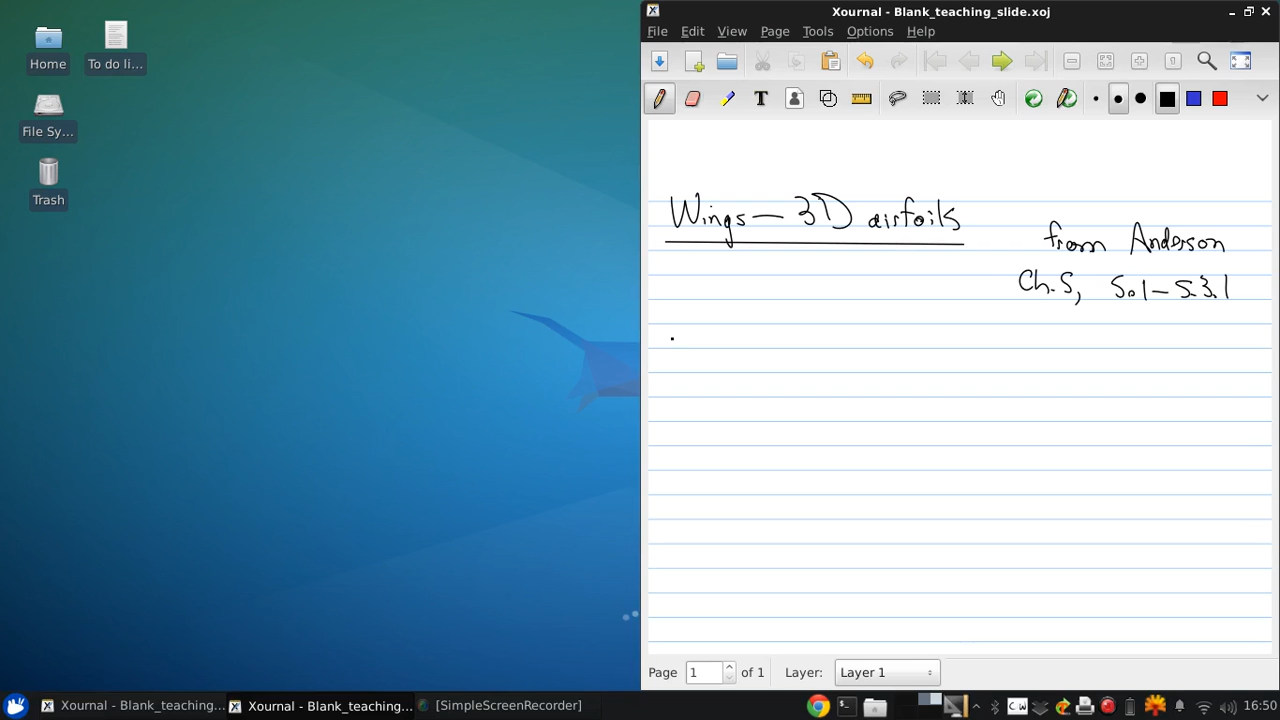 Xournal - Blank_teaching_slide.xoj
File Edit View Page Tools Options Help
Home
To do li...
File Sy...
Trash
Wings — 3D airfoils
from Anderson
Ch.5, 5.1 – 5.3.1
Page 1 of 1 Layer: Layer 1
Xournal - Blank_teaching... Xournal - Blank_teaching... [SimpleScreenRecorder] 16:50